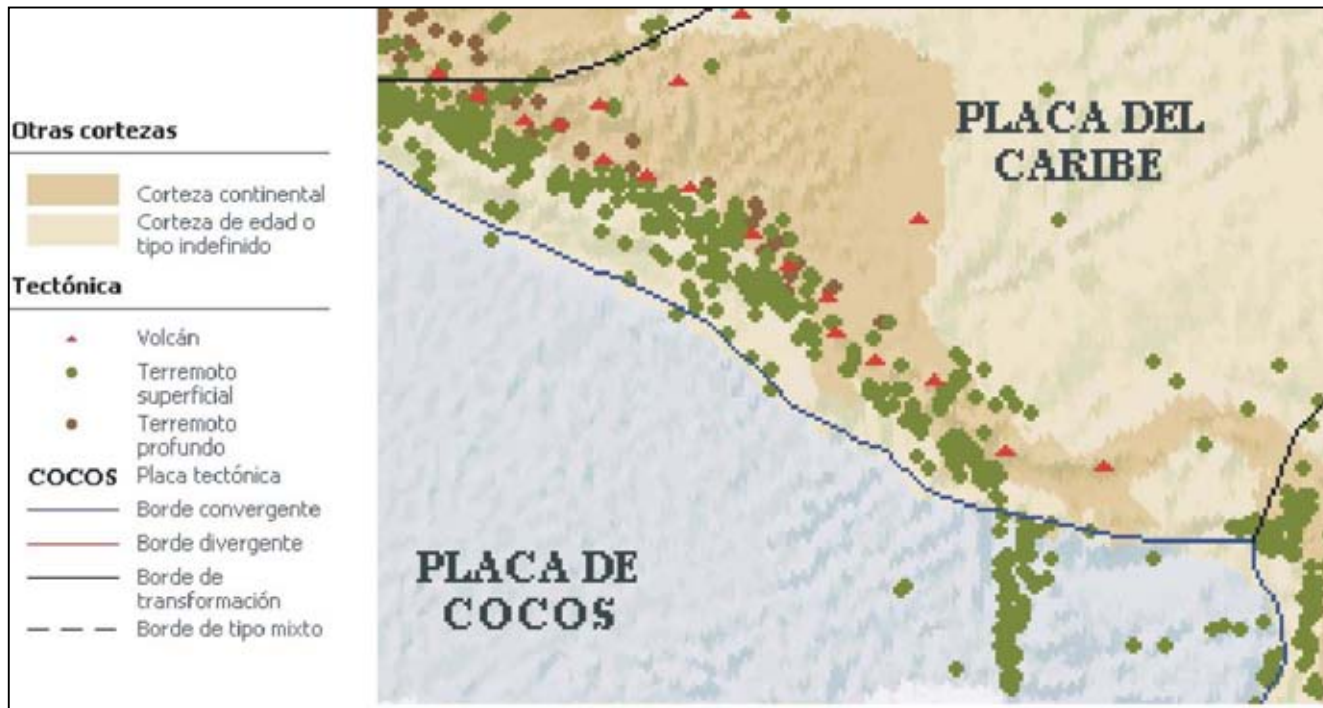 Otras cortezas
Corteza continental
Corteza de edad o
tipo indefinido
Tectónica
Volcán
Terremoto
superficial
Terremoto
profundo
COCOS Placa tectónica
Borde convergente
Borde divergente
Borde de
transformación
Borde de tipo mixto
PLACA DEL
CARIBE
PLACA DE
COCOS